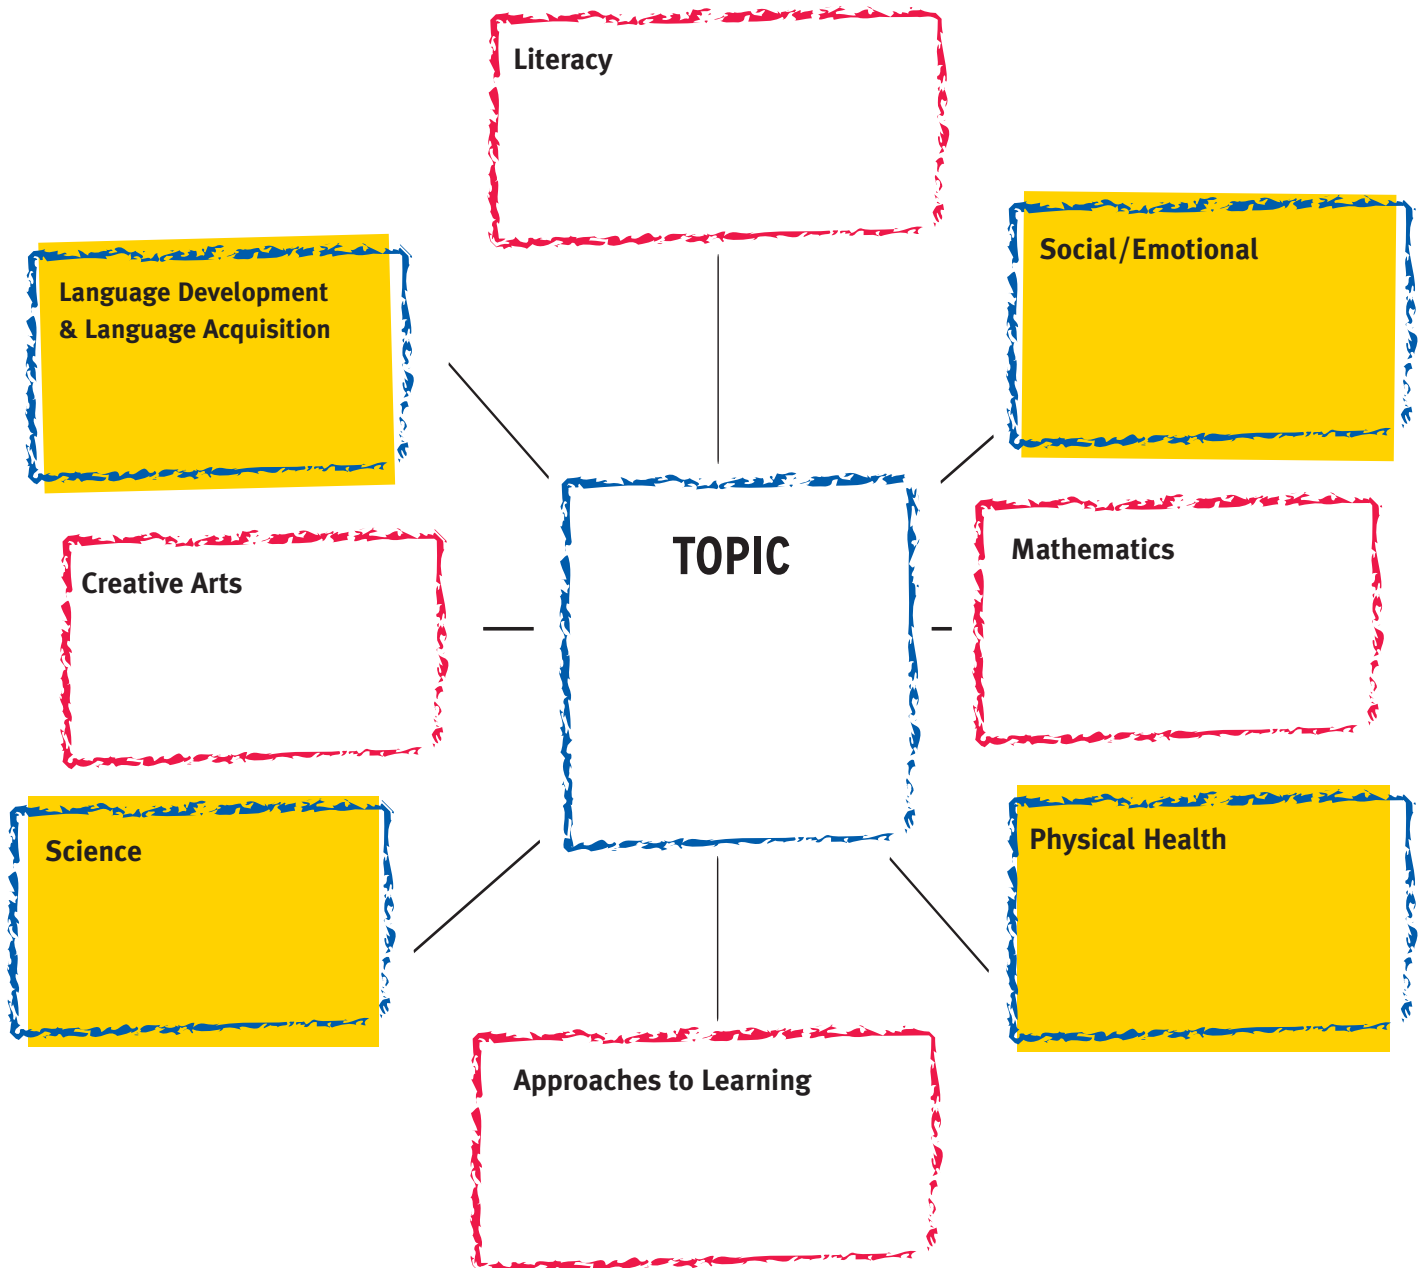 Literacy
Social/Emotional
Language Development
& Language Acquisition
TOPIC
Mathematics
Creative Arts
Physical Health
Science
Approaches to Learning